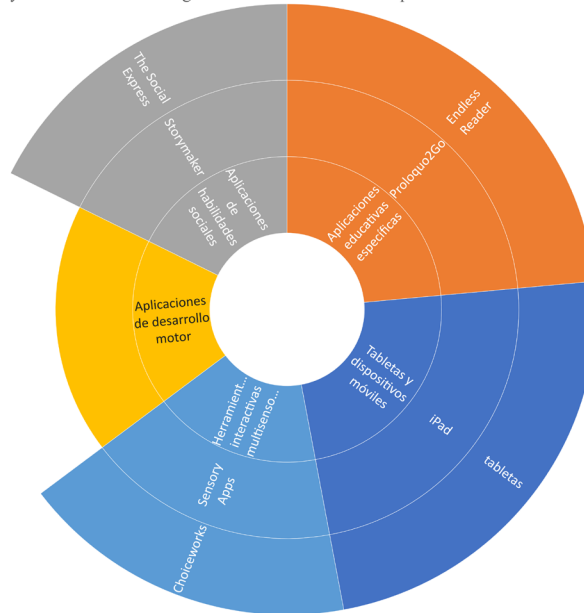 The Social
Express
Storymaker
Aplicaciones
de
habilidades
sociales
Endless
Reader
Proloquo2Go
Aplicaciones
educativas
específicas
Aplicaciones
de desarrollo
motor
Tabletas y
dispositivos
móviles
iPad
tabletas
Herramient...
interactivas
multisenso...
Sensory
Apps
Choiceworks